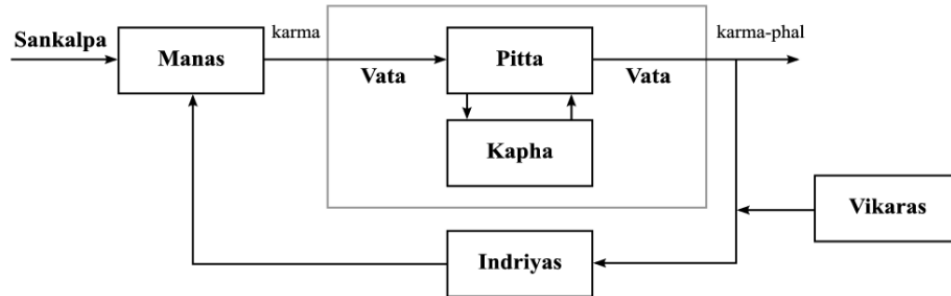 Sankalpa
Manas
karma
Vata
Pitta
Vata
karma-phal
Kapha
Vikaras
Indriyas